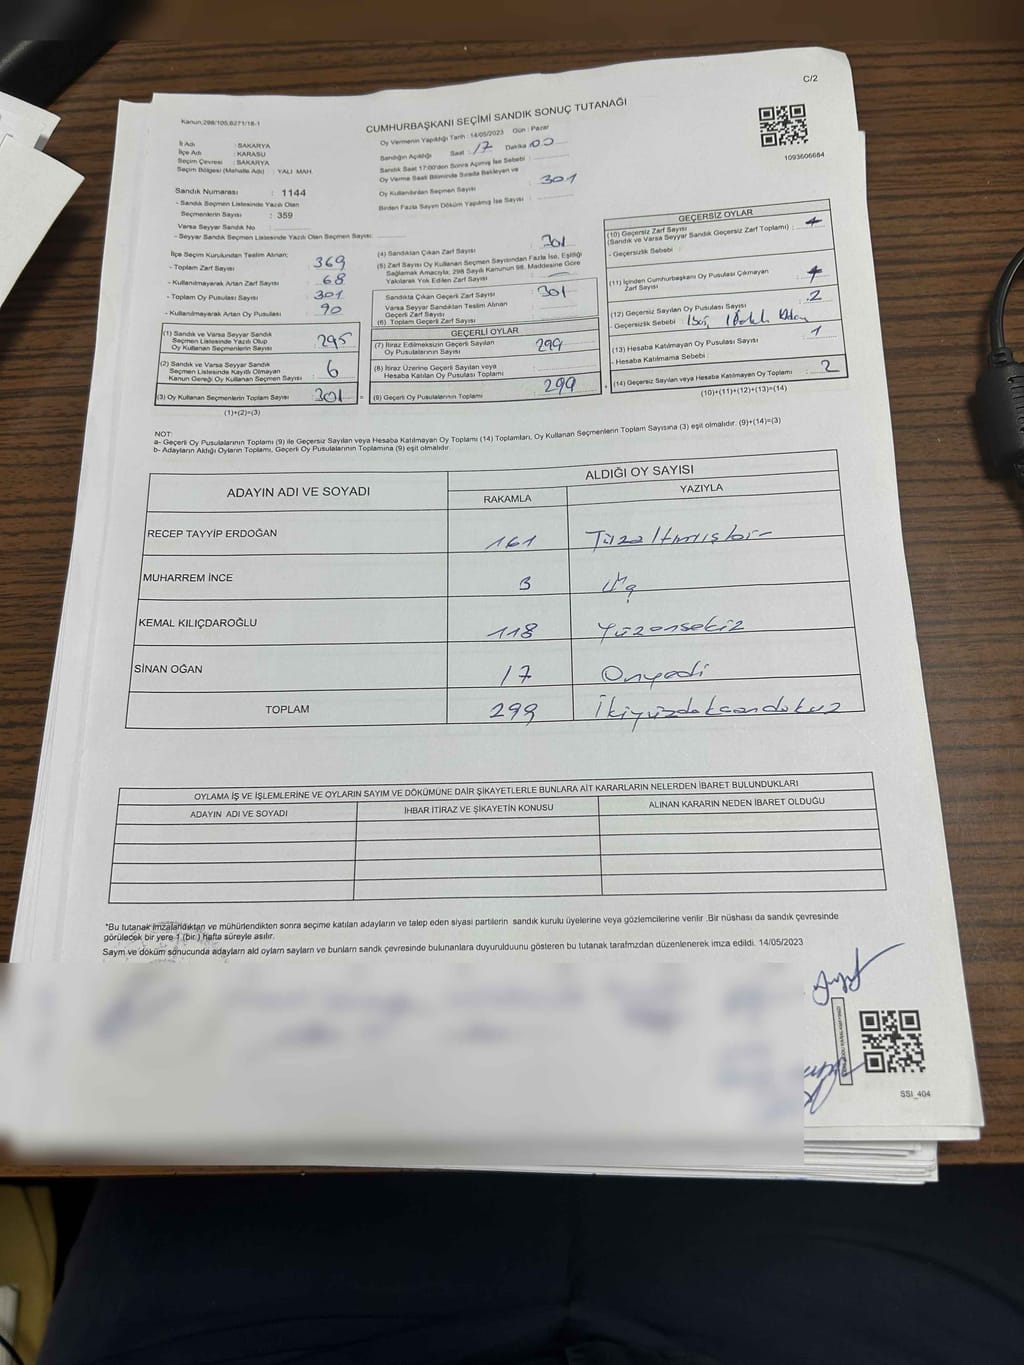 C/2
Kanun;298/105,6271/18-1
CUMHURBAŞKANI SEÇİMİ SANDIK SONUÇ TUTANAĞI
1093606684
İl Adı : SAKARYA
İlçe Adı : KARASU
Seçim Çevresi : SAKARYA
Seçim Bölgesi (Mahalle Adı) : YALI MAH.
Sandık Numarası : 1144
- Sandık Seçmen Listesinde Yazılı Olan
Seçmenlerin Sayısı : 359
Varsa Seyyar Sandık No :
- Seyyar Sandık Seçmen Listesinde Yazılı Olan Seçmen Sayısı:
Oy Vermenin Yapıldığı Tarih : 14/05/2023 Gün : Pazar
Sandığın Açıldığı Saat : 17 Dakika : 00
Sandık Saat 17:00'den Sonra Açılmış İse Sebebi :
Oy Verme Saati Bitiminde Sırada Bekleyen ve
Oy Kullandırılan Seçmen Sayısı : 301
Birden Fazla Sayım Döküm Yapılmış İse Sayısı :
İlçe Seçim Kurulundan Teslim Alınan;
- Toplam Zarf Sayısı : 369
- Kullanılmayarak Artan Zarf Sayısı : 68
- Toplam Oy Pusulası Sayısı : 301
- Kullanılmayarak Artan Oy Pusulası : 90
(1) Sandık ve Varsa Seyyar Sandık
Seçmen Listesinde Yazılı Olup
Oy Kullanan Seçmenlerin Sayısı : 295
(2) Sandık ve Varsa Seyyar Sandık
Seçmen Listesinde Kayıtlı Olmayan
Kanun Gereği Oy Kullanan Seçmen Sayısı : 6
(3) Oy Kullanan Seçmenlerin Toplam Sayısı : 301
(1)+(2)=(3)
(4) Sandıktan Çıkan Zarf Sayısı : 301
(5) Zarf Sayısı Oy Kullanan Seçmen Sayısından Fazla İse, Eşitliği
Sağlamak Amacıyla; 298 Sayılı Kanunun 98. Maddesine Göre
Yakılarak Yok Edilen Zarf Sayısı : —
Sandıkta Çıkan Geçerli Zarf Sayısı : 301
Varsa Seyyar Sandıktan Teslim Alınan
Geçerli Zarf Sayısı :
(6) Toplam Geçerli Zarf Sayısı :
GEÇERLİ OYLAR
(7) İtiraz Edilmeksizin Geçerli Sayılan
Oy Pusulalarının Sayısı : 299
(8) İtiraz Üzerine Geçerli Sayılan veya
Hesaba Katılan Oy Pusulası Toplamı :
(9) Geçerli Oy Pusulalarının Toplamı : 299
GEÇERSİZ OYLAR
(10) Geçersiz Zarf Sayısı
(Sandık ve Varsa Seyyar Sandık Geçersiz Zarf Toplamı) :
- Geçersizlik Sebebi :
(11) İçinden Cumhurbaşkanı Oy Pusulası Çıkmayan
Zarf Sayısı :
(12) Geçersiz Sayılan Oy Pusulası Sayısı : 2
- Geçersizlik Sebebi :
(13) Hesaba Katılmayan Oy Pusulası Sayısı : 1
- Hesaba Katılmama Sebebi :
(14) Geçersiz Sayılan veya Hesaba Katılmayan Oy Toplamı : 2
(10)+(11)+(12)+(13)=(14)
NOT:
a- Geçerli Oy Pusulalarının Toplamı (9) ile Geçersiz Sayılan veya Hesaba Katılmayan Oy Toplamı (14) Toplamları, Oy Kullanan Seçmenlerin Toplam Sayısına (3) eşit olmalıdır. (9)+(14)=(3)
b- Adayların Aldığı Oyların Toplamı, Geçerli Oy Pusulalarının Toplamına (9) eşit olmalıdır.
ADAYIN ADI VE SOYADI ALDIĞI OY SAYISI
RAKAMLA YAZIYLA
RECEP TAYYİP ERDOĞAN 161 Yüzaltmışbir
MUHARREM İNCE 3 Üç
KEMAL KILIÇDAROĞLU 118 Yüzonsekiz
SİNAN OĞAN 17 Onyedi
TOPLAM 299 İkiyüzdoksandokuz
OYLAMA İŞ VE İŞLEMLERİNE VE OYLARIN SAYIM VE DÖKÜMÜNE DAİR ŞİKAYETLERLE BUNLARA AİT KARARLARIN NELERDEN İBARET BULUNDUKLARI
ADAYIN ADI VE SOYADI İHBAR İTİRAZ VE ŞİKAYETİN KONUSU ALINAN KARARIN NEDEN İBARET OLDUĞU
*Bu tutanak imzalandıktan ve mühürlendikten sonra seçime katılan adayların ve talep eden siyasi partilerin sandık kurulu üyelerine veya gözlemcilerine verilir .Bir nüshası da sandık çevresinde
görülecek bir yere 1 (bir) hafta süreyle asılır.
Saym ve döküm sonucunda adaylarn ald oylarn saylarn ve bunlarn sandk çevresinde bulunanlara duyurulduunu gösteren bu tutanak tarafmzdan düzenlenerek imza edildi. 14/05/2023
SSI_404